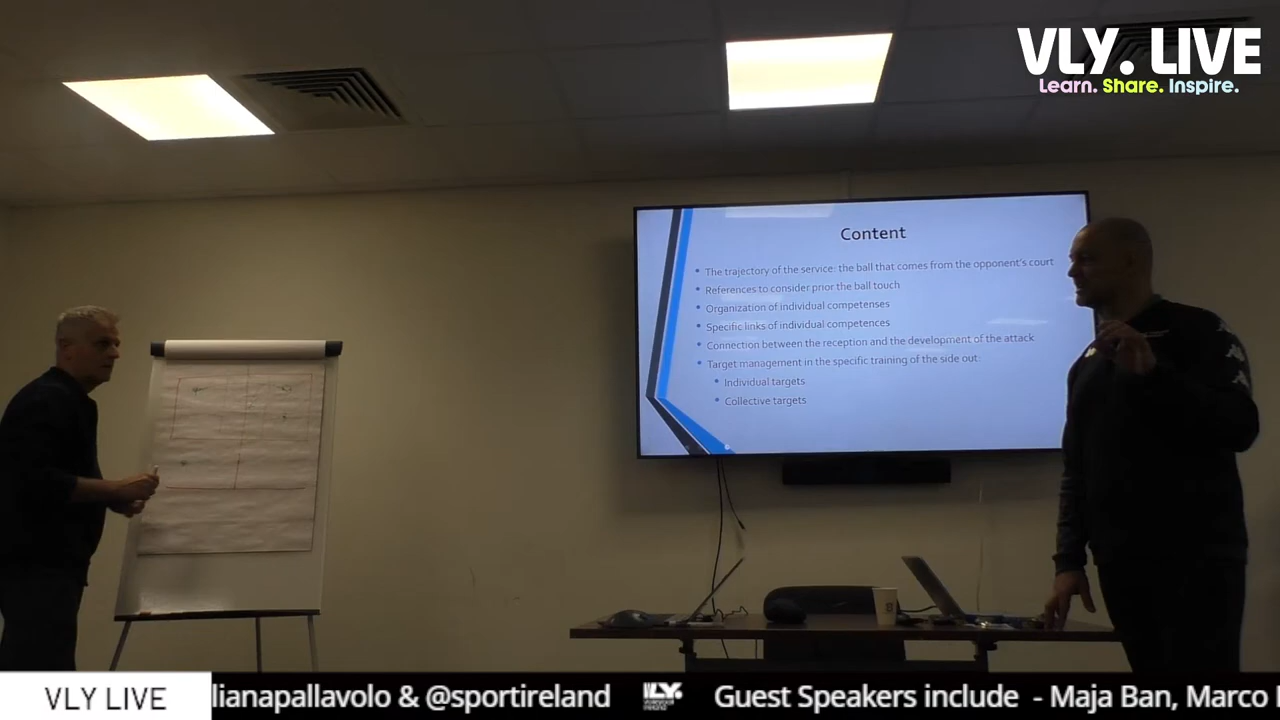 VLY. LIVE
Learn. Share. Inspire.
Content
The trajectory of the service: the ball that comes from the opponent's court
References to consider prior the ball touch
Organization of individual competenses
Specific links of individual competences
Connection between the reception and the development of the attack
Target management in the specific training of the side out:
Individual targets
Collective targets
VLY LIVE
lianapallavolo & @sportireland
VLY.
Guest Speakers include - Maja Ban, Marco